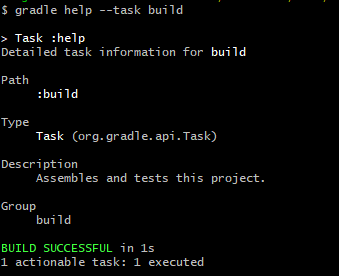 $ gradle help --task build
> Task :help
Detailed task information for build
Path
:build
Type
Task (org.gradle.api.Task)
Description
Assembles and tests this project.
Group
build
BUILD SUCCESSFUL in 1s
1 actionable task: 1 executed